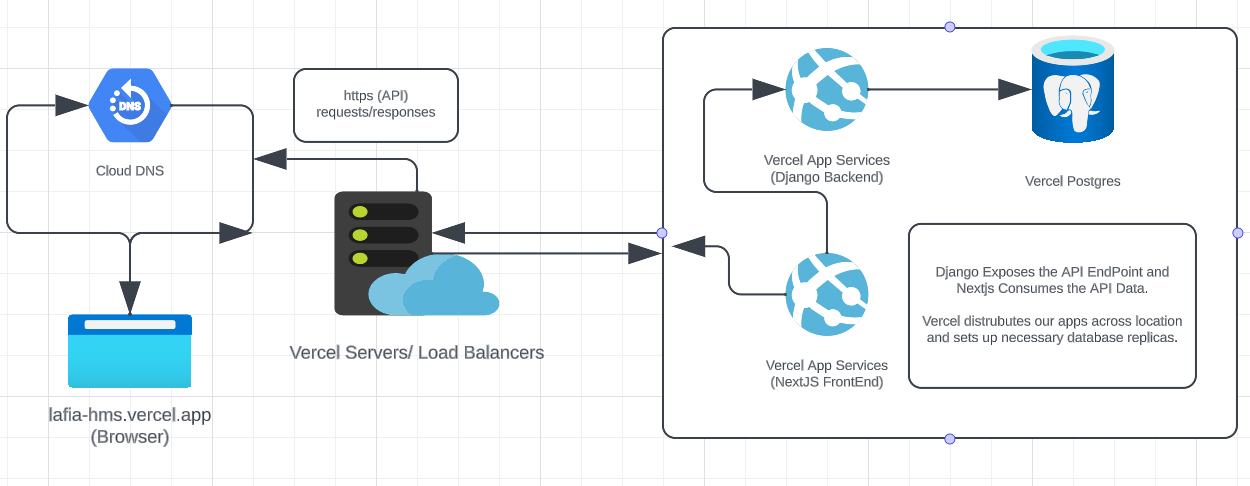 DNS
Cloud DNS
https (API)
requests/responses
lafia-hms.vercel.app
(Browser)
Vercel Servers/ Load Balancers
Vercel App Services
(Django Backend)
Vercel Postgres
Vercel App Services
(NextJS FrontEnd)
Django Exposes the API EndPoint and
Nextjs Consumes the API Data.
Vercel distrubutes our apps across location
and sets up necessary database replicas.